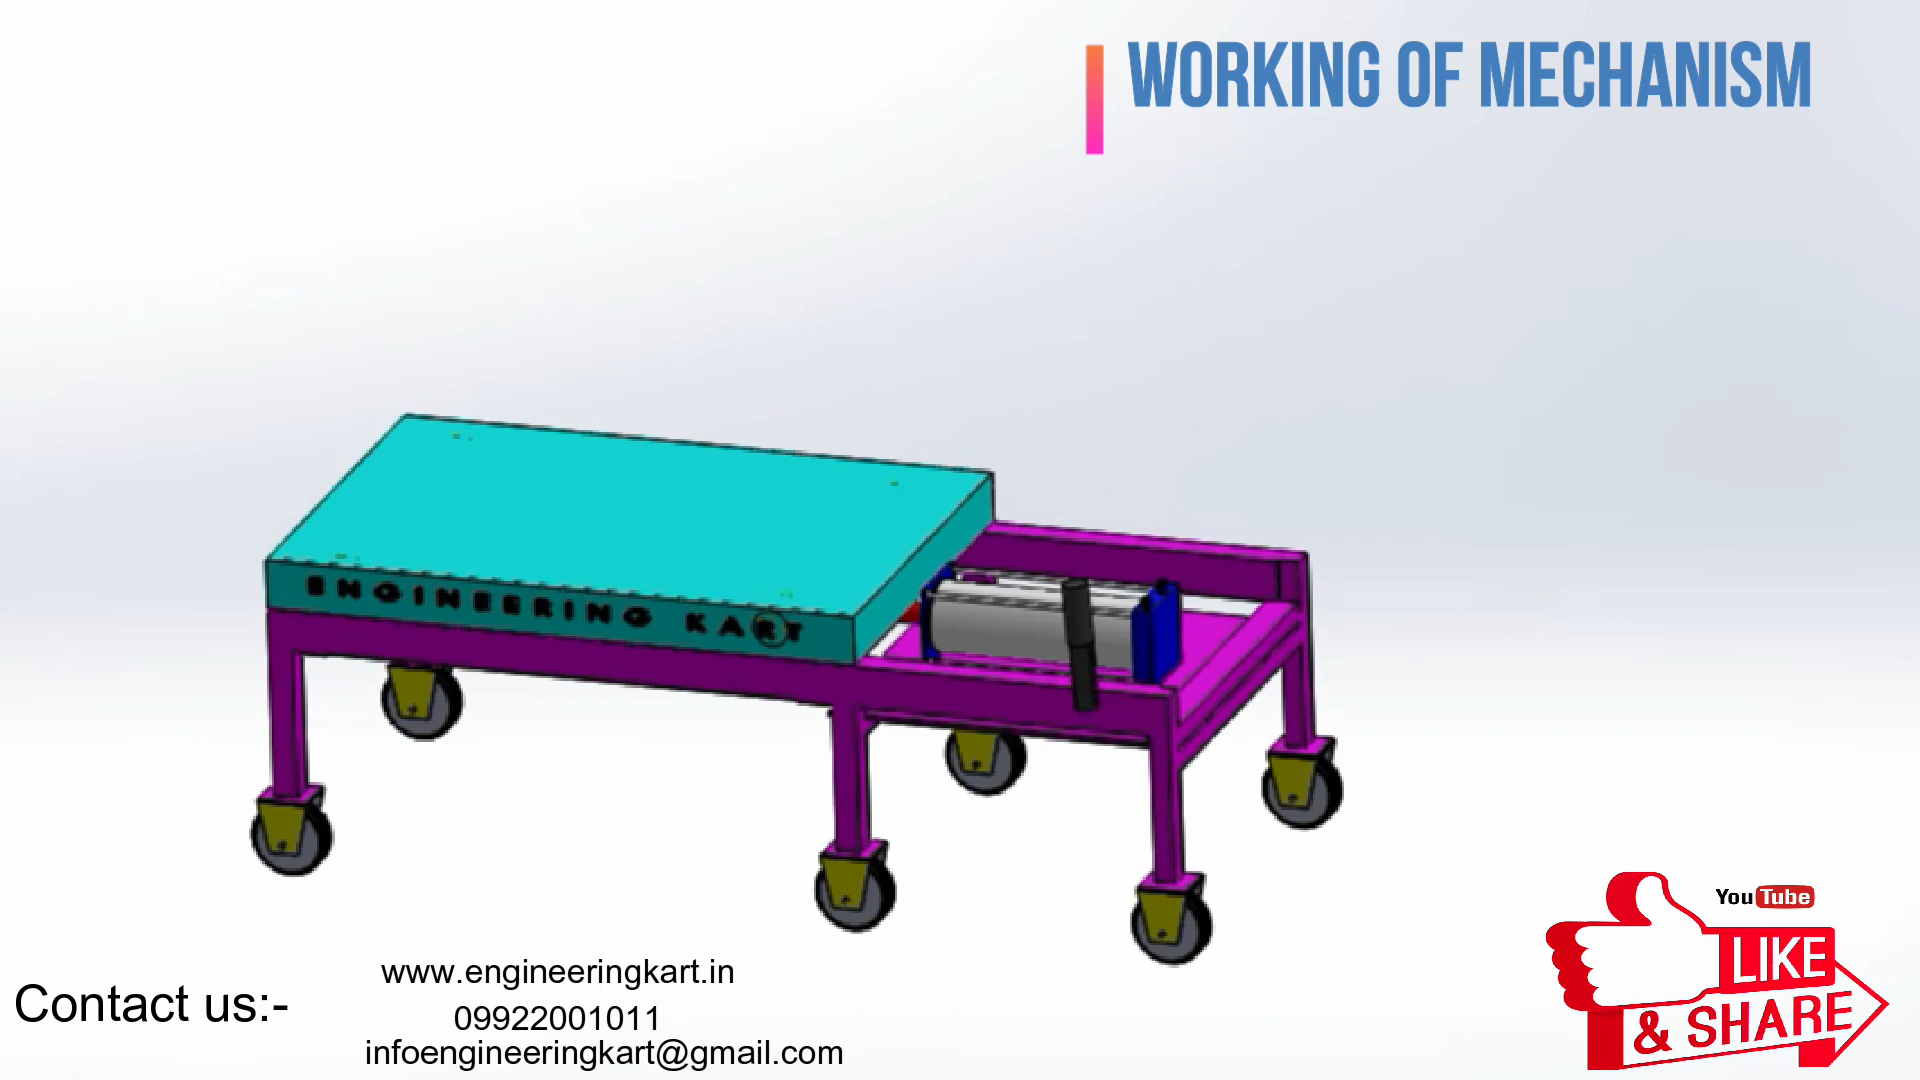 WORKING OF MECHANISM
ENGINEERING KART
YouTube
LIKE
& SHARE
Contact us:-
www.engineeringkart.in
09922001011
infoengineeringkart@gmail.com